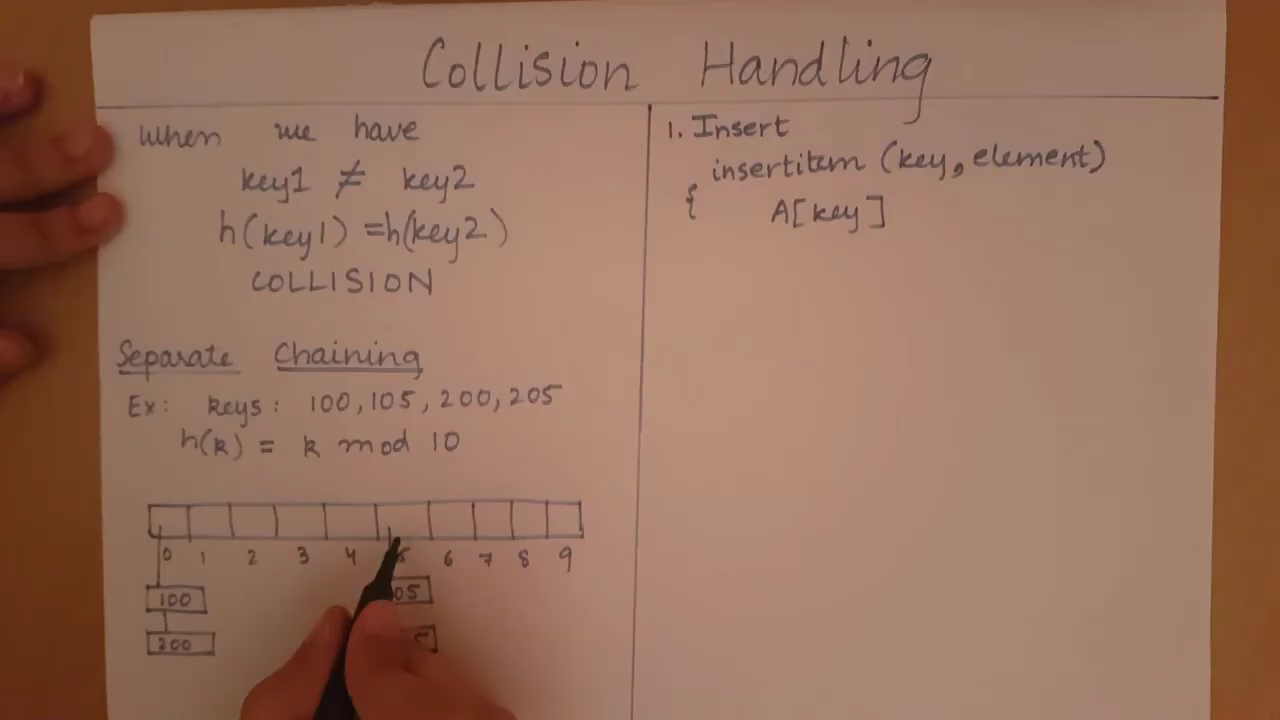 Collision Handling
When we have
key1 ≠ key2
h(key1) = h(key2)
COLLISION
Separate Chaining
Ex: keys: 100, 105, 200, 205
h(k) = k mod 10
0 1 2 3 4 5 6 7 8 9
100
200
1. Insert
insertitem (key, element)
{ A[key]